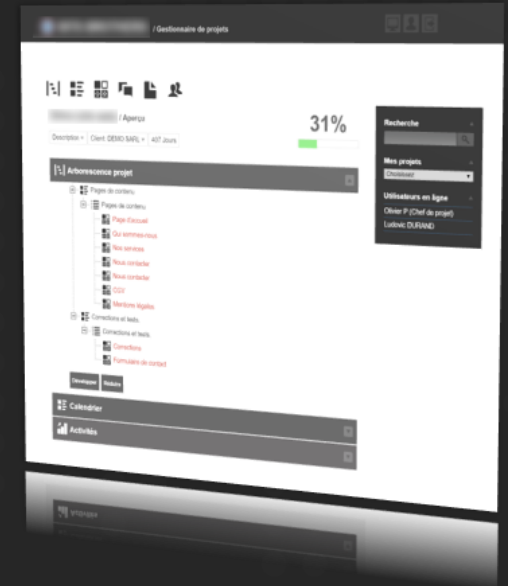 / Gestionnaire de projets
/ Aperçu
31%
Description
Client: DEMO SARL
407 Jours
Arborescence projet
Pages de contenu
Pages de contenu
Page d'accueil
Qui sommes-nous
Nos services
Nous contacter
Nous contacter
CGV
Mentions légales
Corrections et tests
Corrections et tests
Corrections
Formulaire de contact
Développer
Réduire
Calendrier
Activités
Recherche
Mes projets
Choisissez
Utilisateurs en ligne
Olivier P (Chef de projet)
Ludovic DURAND